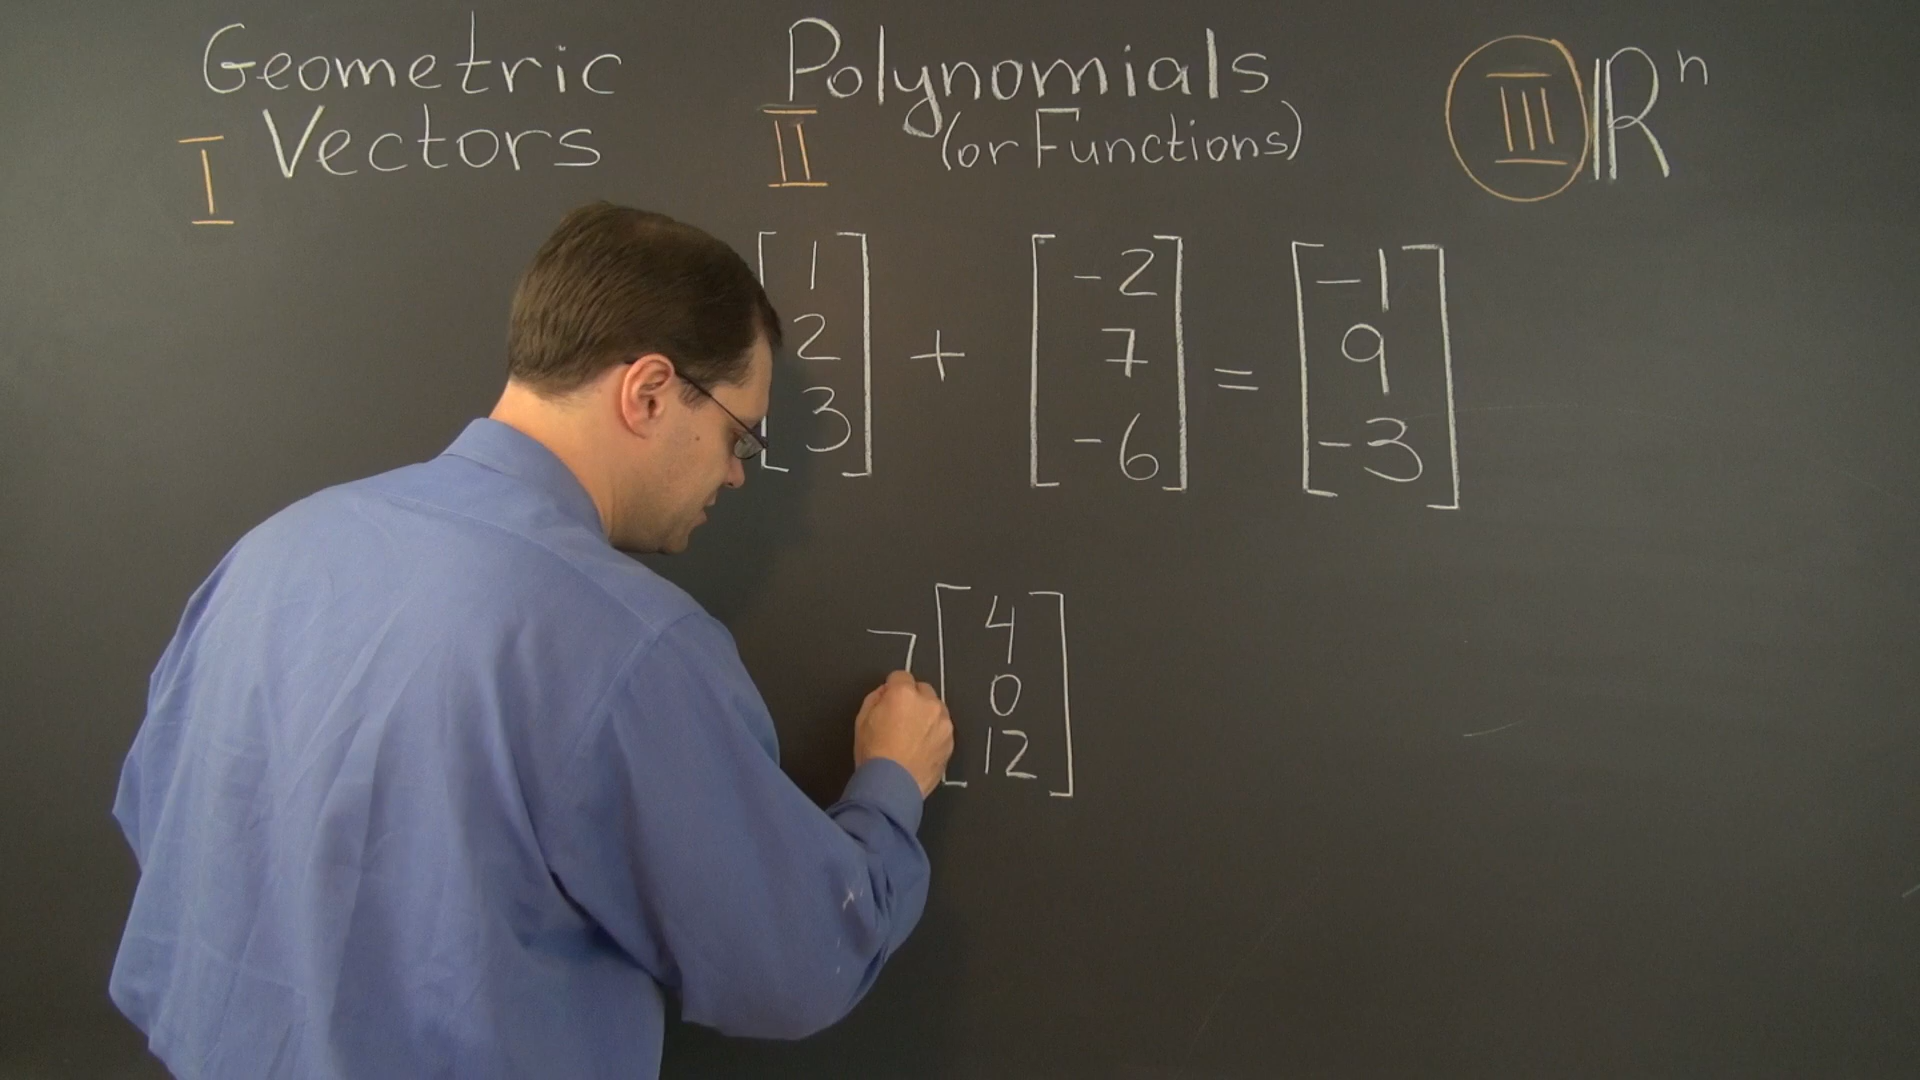 Geometric
Vectors
I
Polynomials
(or Functions)
II
III ℝⁿ
[1 2 3] + [-2 7 -6] = [-1 9 -3]
7 [4 0 12]